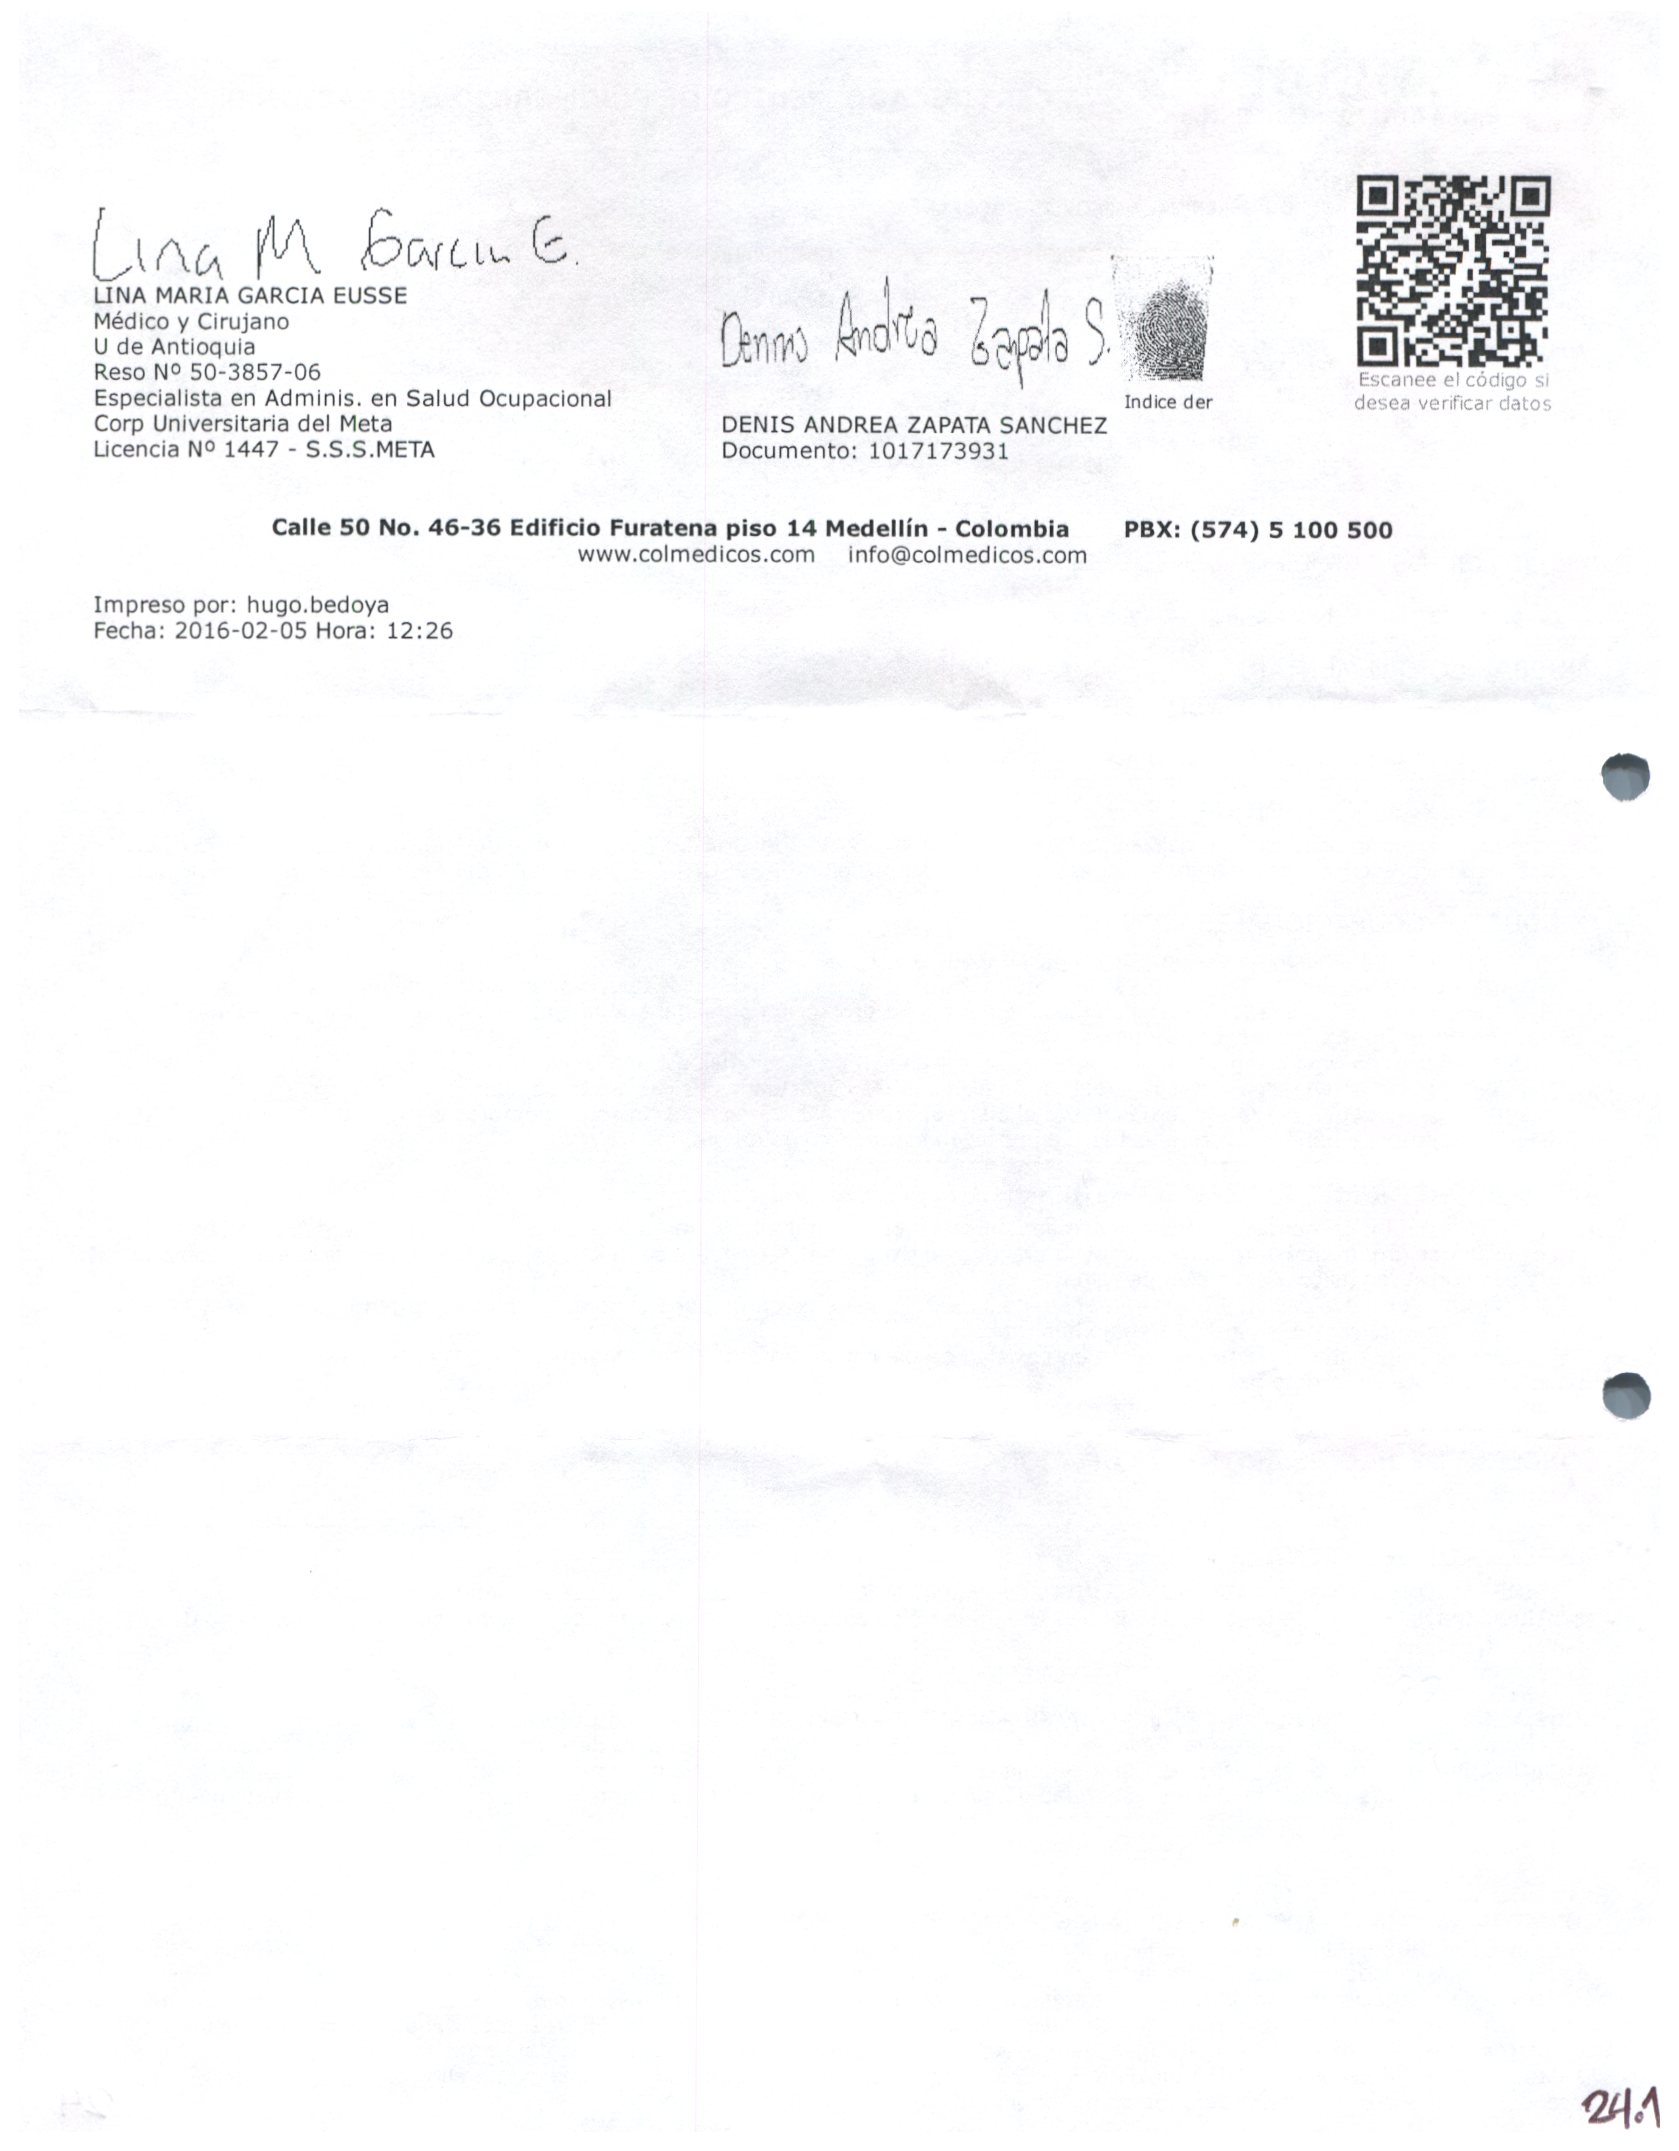 Lina M Garcia E.
LINA MARIA GARCIA EUSSE
Médico y Cirujano
U de Antioquia
Reso Nº 50-3857-06
Especialista en Adminis. en Salud Ocupacional
Corp Universitaria del Meta
Licencia Nº 1447 - S.S.S.META
Dennis Andrea Zapata S.
Indice der
DENIS ANDREA ZAPATA SANCHEZ
Documento: 1017173931
Escanee el código si
desea verificar datos
Calle 50 No. 46-36 Edificio Furatena piso 14 Medellín - Colombia PBX: (574) 5 100 500
www.colmedicos.com info@colmedicos.com
Impreso por: hugo.bedoya
Fecha: 2016-02-05 Hora: 12:26
24.1